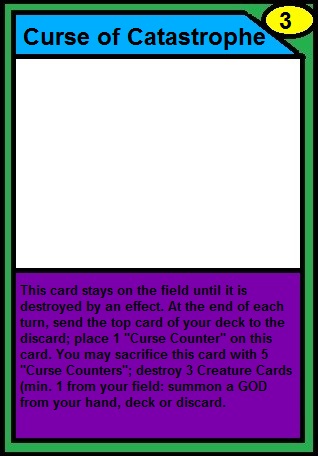 Curse of Catastrophe
3
This card stays on the field until it is
destroyed by an effect. At the end of each
turn, send the top card of your deck to the
discard; place 1 "Curse Counter" on this
card. You may sacrifice this card with 5
"Curse Counters"; destroy 3 Creature Cards
(min. 1 from your field: summon a GOD
from your hand, deck or discard.